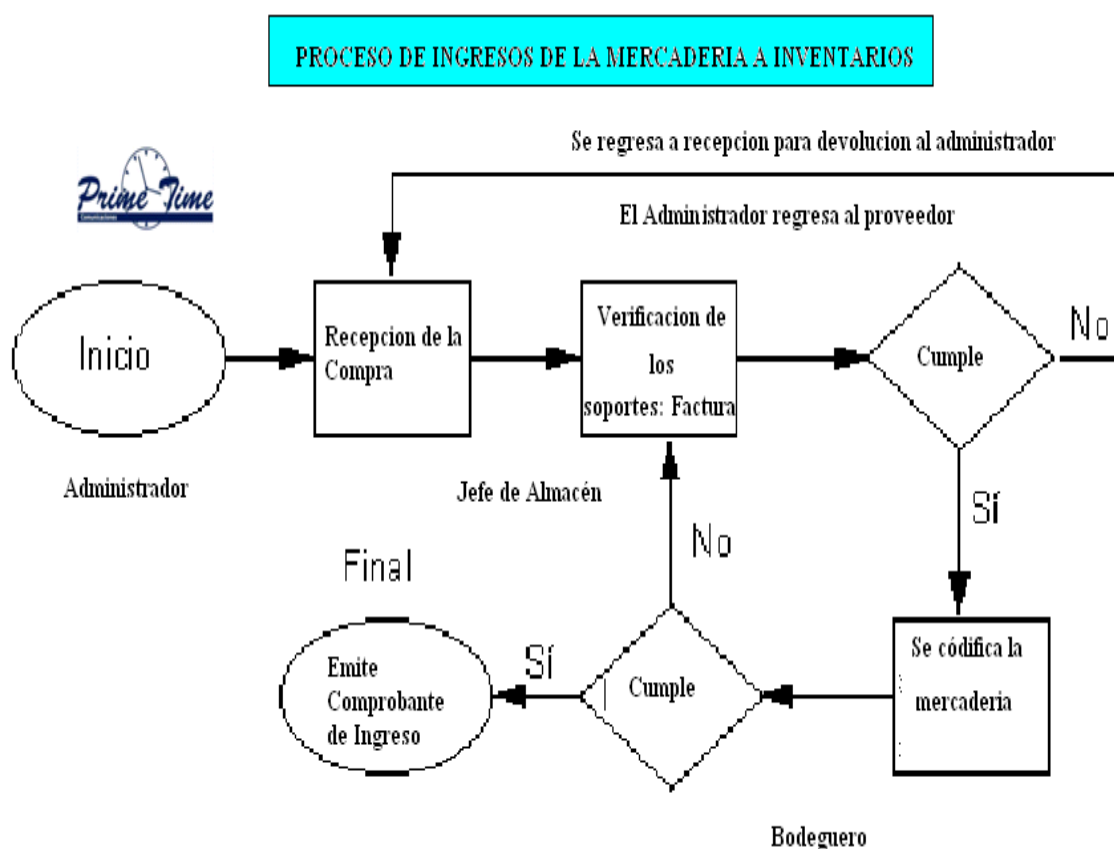 PROCESO DE INGRESOS DE LA MERCADERIA A INVENTARIOS
Se regresa a recepcion para devolucion al administrador
Prime Time
Comunicaciones
El Administrador regresa al proveedor
Inicio
Recepcion de la
Compra
Verificacion de
los
soportes: Factura
Cumple
No
Administrador
Jefe de Almacén
Sí
No
Final
Emite
Comprobante
de Ingreso
Sí
Cumple
Se códifica la
mercaderia
Bodeguero